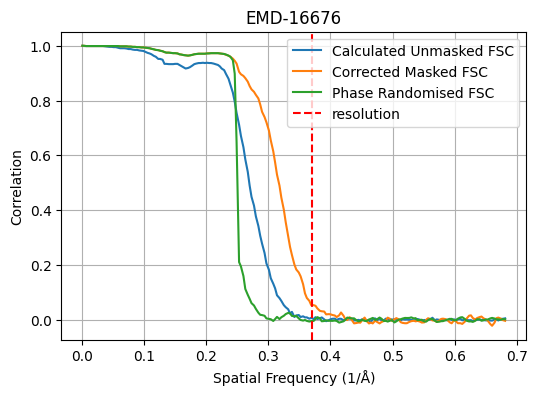 EMD-16676
Calculated Unmasked FSC
Corrected Masked FSC
Phase Randomised FSC
resolution
Correlation
1.0
0.8
0.6
0.4
0.2
0.0
0.0 0.1 0.2 0.3 0.4 0.5 0.6 0.7
Spatial Frequency (1/Å)